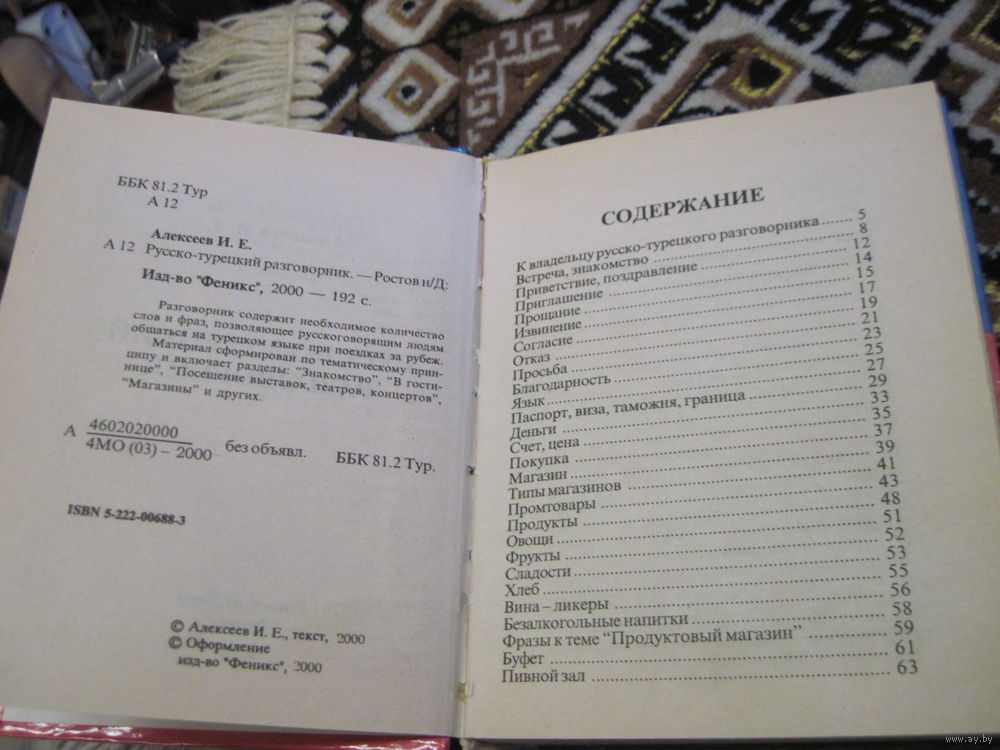 ББК 81.2 Тур
А 12
Алексеев И. Е.
А 12 Русско-турецкий разговорник. — Ростов н/Д:
Изд-во "Феникс", 2000 — 192 с.
Разговорник содержит необходимое количество
слов и фраз, позволяющее русскоговорящим людям
общаться на турецком языке при поездках за рубеж.
Материал сформирован по тематическому прин-
ципу и включает разделы: "Знакомство", "В гости-
нице", "Посещение выставок, театров, концертов",
"Магазины" и других.
А 4602020000
4МО (03) – 2000 без объявл. ББК 81.2 Тур.
ISBN 5-222-00688-3
© Алексеев И. Е., текст, 2000
© Оформление
изд-во "Феникс", 2000
СОДЕРЖАНИЕ
К владельцу русско-турецкого разговорника ....... 5
Встреча, знакомство ....... 8
Приветствие, поздравление ....... 12
Приглашение ....... 14
Прощание ....... 15
Извинение ....... 17
Согласие ....... 19
Отказ ....... 21
Просьба ....... 23
Благодарность ....... 25
Язык ....... 27
Паспорт, виза, таможня, граница ....... 29
Деньги ....... 33
Счет, цена ....... 35
Покупка ....... 37
Магазин ....... 39
Типы магазинов ....... 41
Промтовары ....... 43
Продукты ....... 48
Овощи ....... 51
Фрукты ....... 52
Сладости ....... 53
Хлеб ....... 55
Вина – ликеры ....... 56
Безалкогольные напитки ....... 58
Фразы к теме "Продуктовый магазин" ....... 59
Буфет ....... 61
Пивной зал ....... 63
www.ay.by